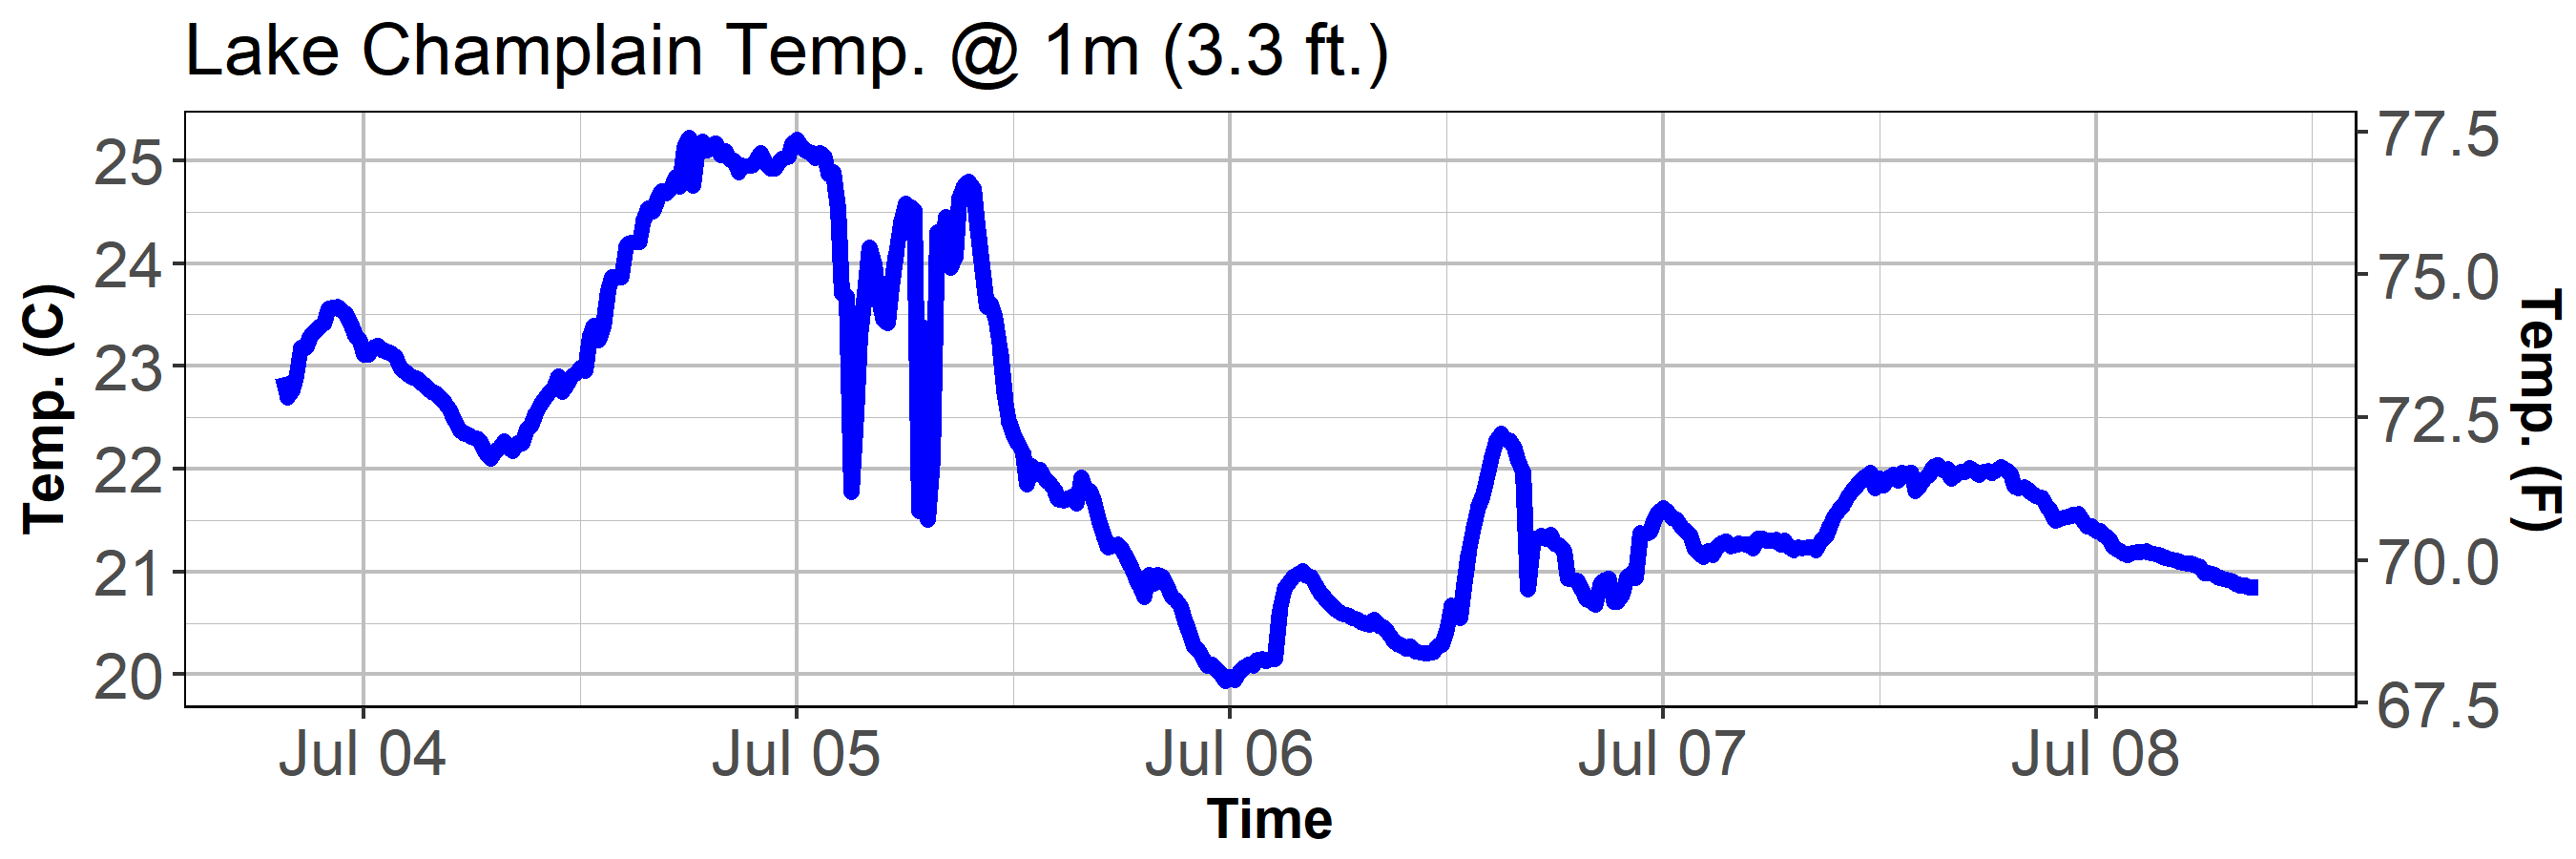 Lake Champlain Temp. @ 1m (3.3 ft.)
Temp. (C)
25
24
23
22
21
20
77.5
75.0
72.5
70.0
67.5
Temp. (F)
Jul 04 Jul 05 Jul 06 Jul 07 Jul 08
Time